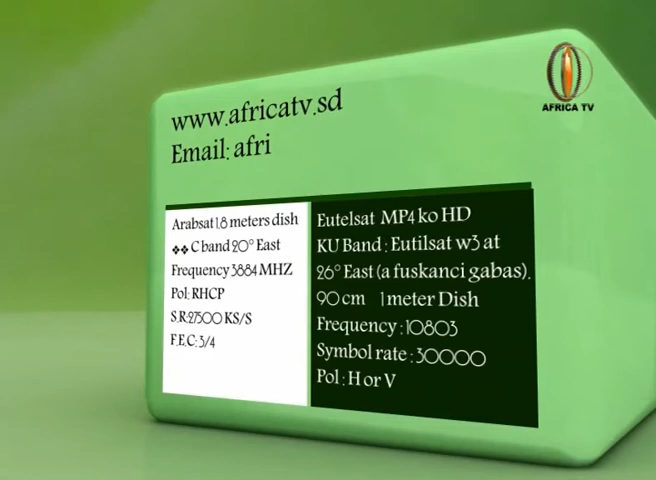 AFRICA TV
www.africatv.sd
Email: afri
Arabsat 1.8 meters dish
❖❖ C band 20° East
Frequency 3884 MHZ
Pol: RHCP
S.R:27500 KS/S
F.E.C: 3/4
Eutelsat MP4 ko HD
KU Band : Eutilsat w3 at
26° East (a fuskanci gabas).
90 cm 1 meter Dish
Frequency : 10803
Symbol rate : 30000
Pol : H or V